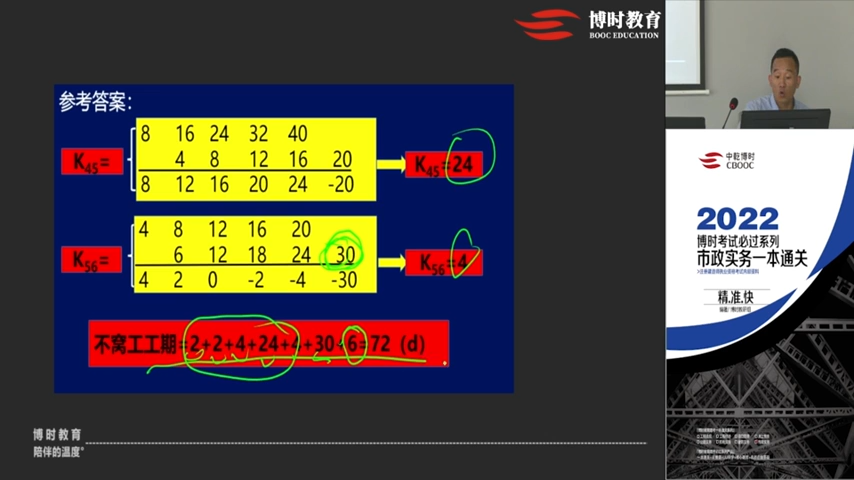 博时教育
BOOC EDUCATION
参考答案:
K45=
8 16 24 32 40
4 8 12 16 20
8 12 16 20 24 -20
K45=24
K56=
4 8 12 16 20
6 12 18 24 30
4 2 0 -2 -4 -30
K56=4
不窝工工期=2+2+4+24+4+30+6=72(d)
博时教育
陪伴的温度®
中乾博时
CBOOC
2022
博时考试必过系列
市政实务一本通关
精.准.快